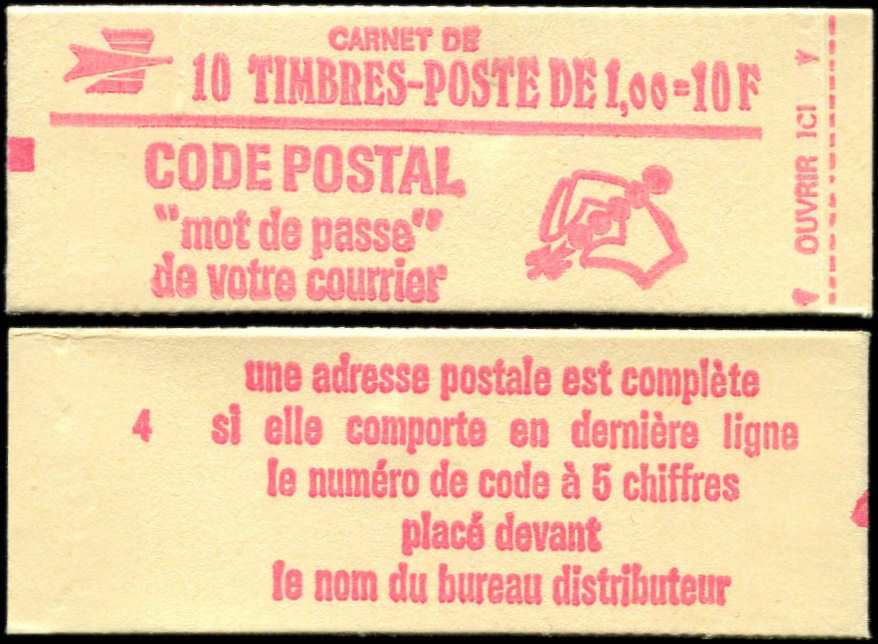 CARNET DE
10 TIMBRES-POSTE DE 1,00=10F
CODE POSTAL
"mot de passe"
de votre courrier
OUVRIR ICI
une adresse postale est complète
4 si elle comporte en dernière ligne
le numéro de code à 5 chiffres
placé devant
le nom du bureau distributeur